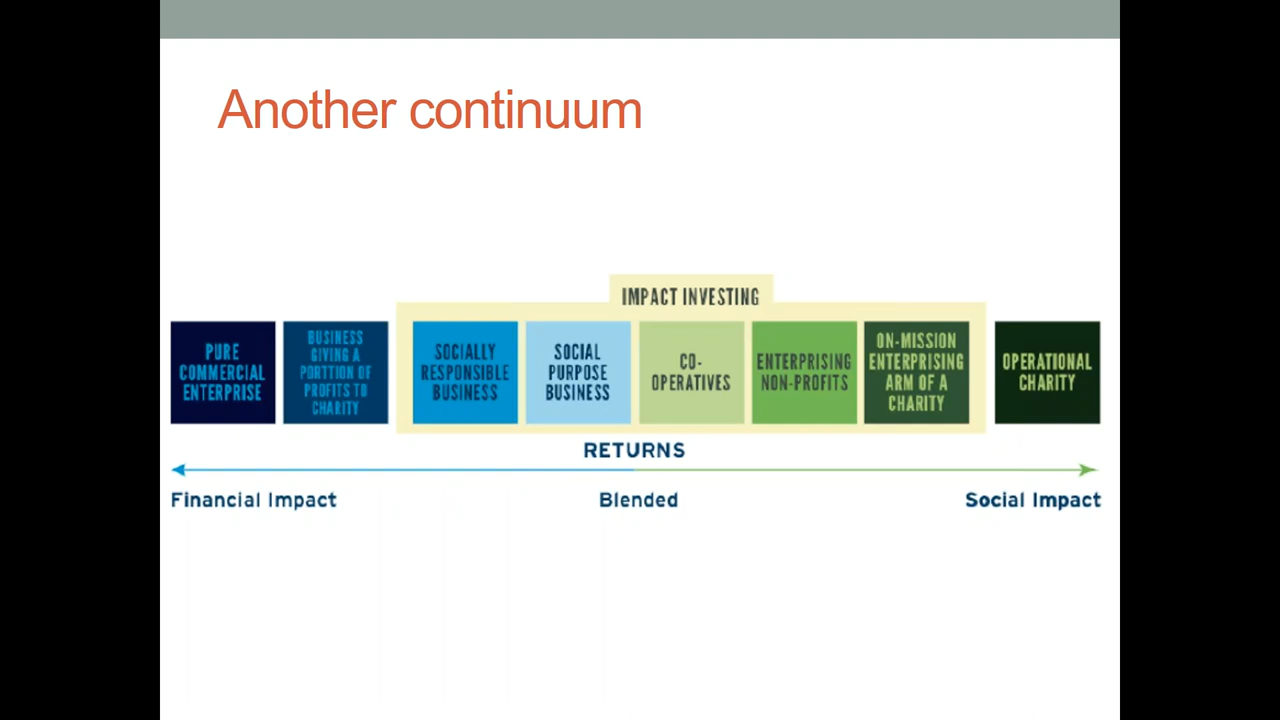 Another continuum
IMPACT INVESTING
PURE
COMMERCIAL
ENTERPRISE
BUSINESS
GIVING A
PORTTION OF
PROFITS TO
CHARITY
SOCIALLY
RESPONSIBLE
BUSINESS
SOCIAL
PURPOSE
BUSINESS
CO-
OPERATIVES
ENTERPRISING
NON-PROFITS
ON-MISSION
ENTERPRISING
ARM OF A
CHARITY
OPERATIONAL
CHARITY
RETURNS
Financial Impact
Blended
Social Impact